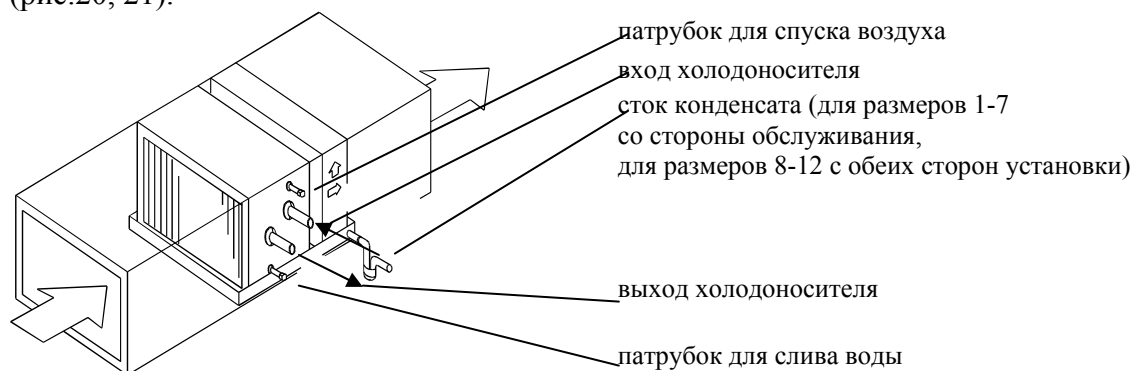 (рис.20, 21).
патрубок для спуска воздуха
вход холодоносителя
сток конденсата (для размеров 1-7
со стороны обслуживания,
для размеров 8-12 с обеих сторон установки)
выход холодоносителя
патрубок для слива воды